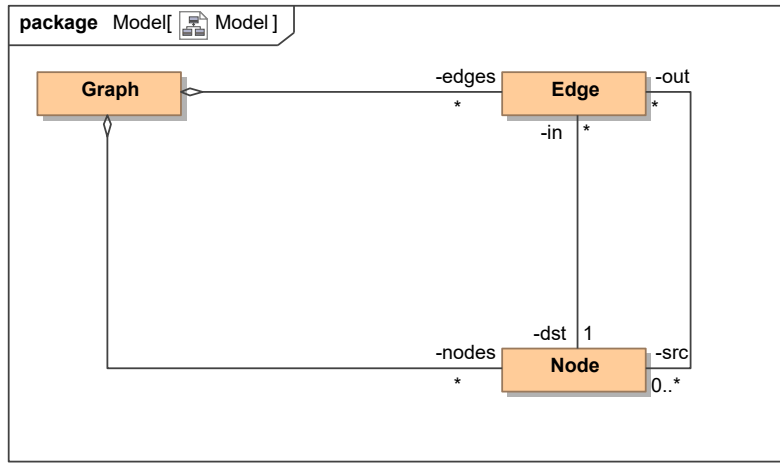 package Model[ Model ]
Graph
-edges
*
Edge
-out
*
-in
*
-dst
1
-nodes
*
Node
-src
0..*